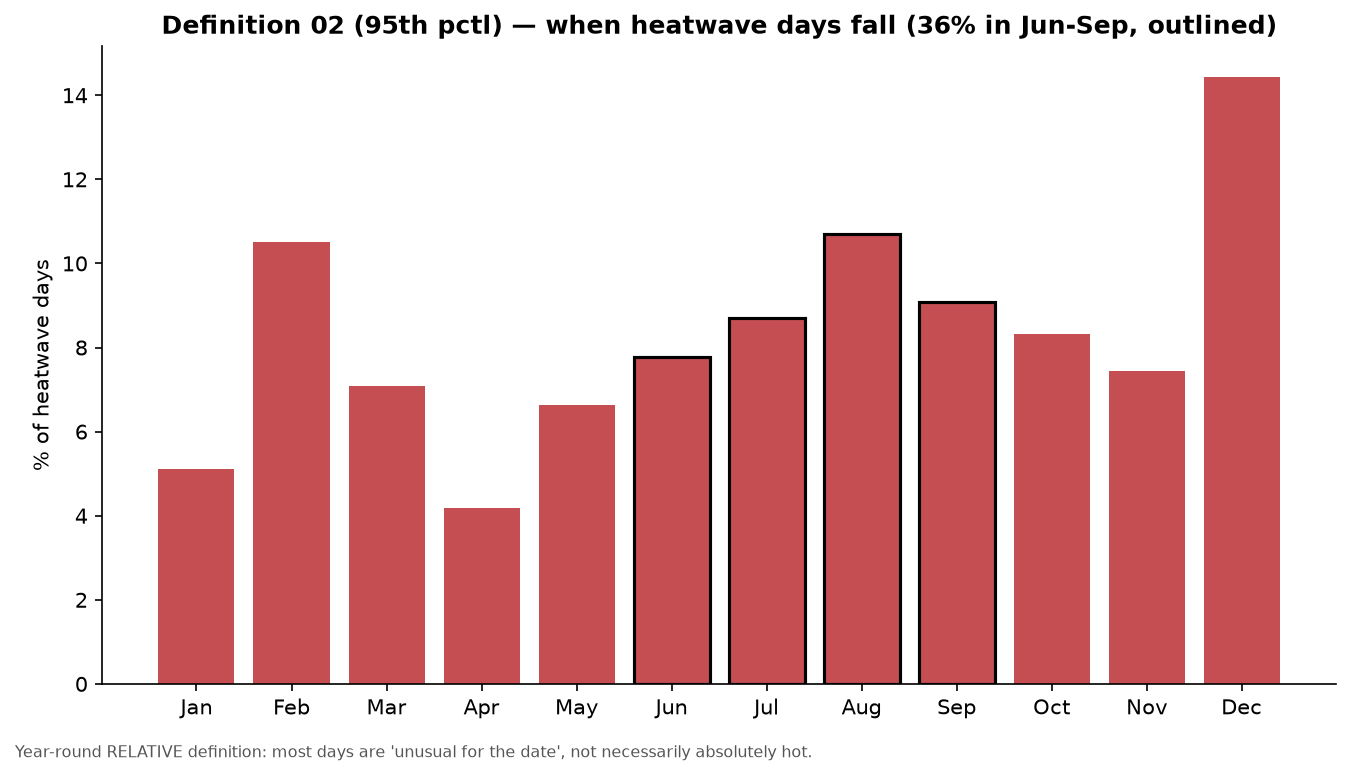 Definition 02 (95th pctl) — when heatwave days fall (36% in Jun-Sep, outlined)
% of heatwave days
14
12
10
8
6
4
2
0
Jan Feb Mar Apr May Jun Jul Aug Sep Oct Nov Dec
Year-round RELATIVE definition: most days are 'unusual for the date', not necessarily absolutely hot.